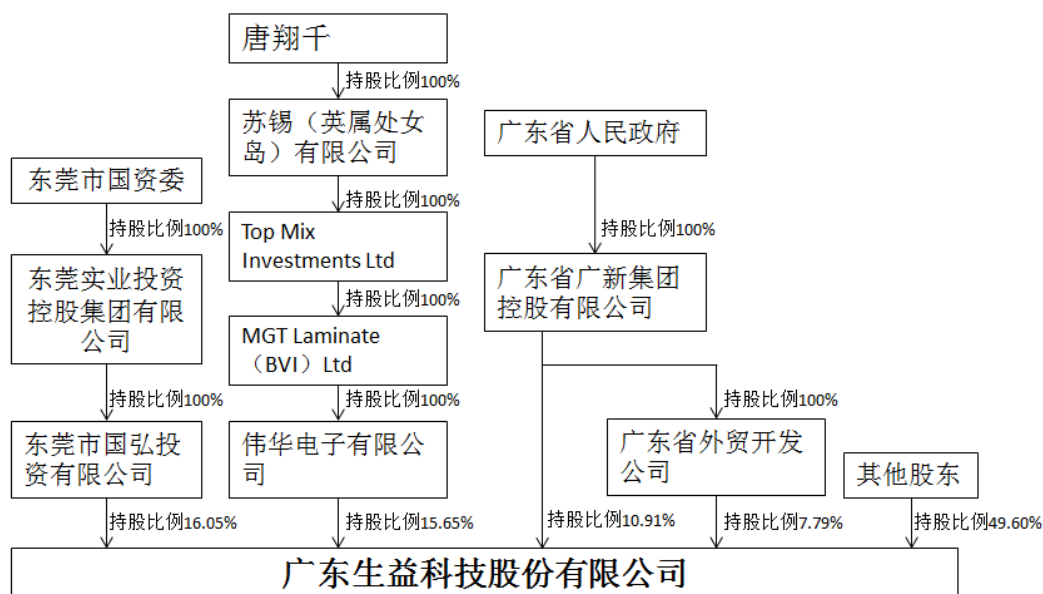 唐翔千
持股比例100%
苏锡（英属处女
岛）有限公司
广东省人民政府
东莞市国资委
持股比例100%
持股比例100%
持股比例100%
Top Mix
Investments Ltd
东莞实业投资
控股集团有限
公司
广东省广新集团
控股有限公司
持股比例100%
MGT Laminate
（BVI）Ltd
持股比例100%
持股比例100%
持股比例100%
东莞市国弘投
资有限公司
伟华电子有限公
司
广东省外贸开发
公司
其他股东
持股比例16.05%
持股比例15.65%
持股比例10.91%
持股比例7.79%
持股比例49.60%
广东生益科技股份有限公司